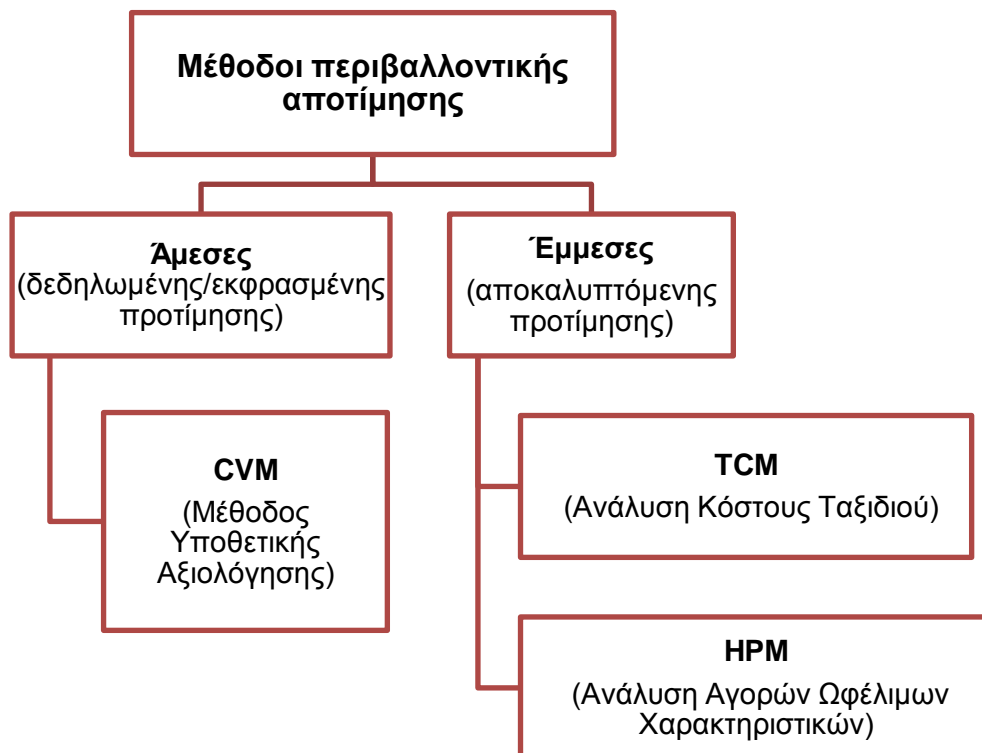 Μέθοδοι περιβαλλοντικής
αποτίμησης
Άμεσες
(δεδηλωμένης/εκφρασμένης
προτίμησης)
Έμμεσες
(αποκαλυπτόμενης
προτίμησης)
CVM
(Μέθοδος
Υποθετικής
Αξιολόγησης)
TCM
(Ανάλυση Κόστους Ταξιδιού)
HPM
(Ανάλυση Αγορών Ωφέλιμων
Χαρακτηριστικών)